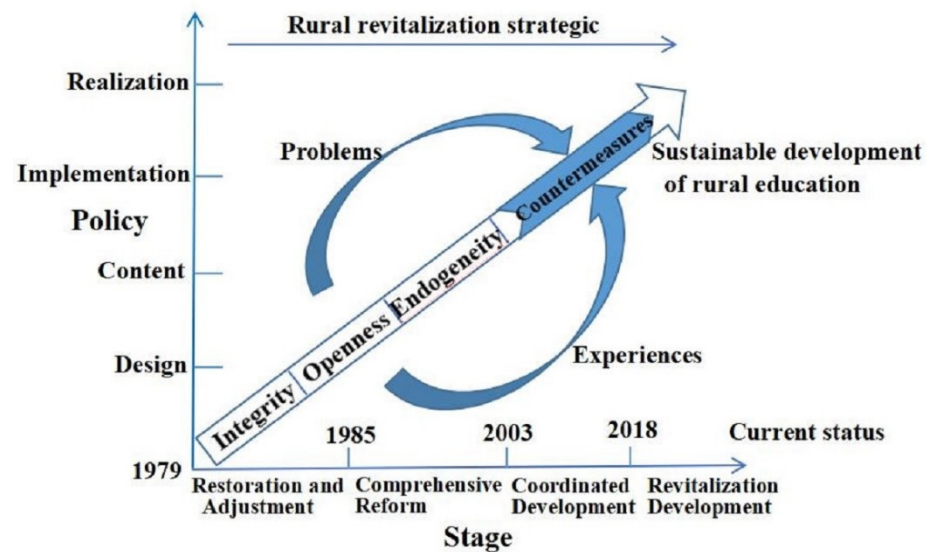 Rural revitalization strategic
Realization
Problems
Countermeasures
Sustainable development
of rural education
Implementation
Policy
Content
Endogeneity
Openness
Experiences
Design
Integrity
1985
2003
2018
Current status
1979
Restoration and
Adjustment
Comprehensive
Reform
Coordinated
Development
Revitalization
Development
Stage